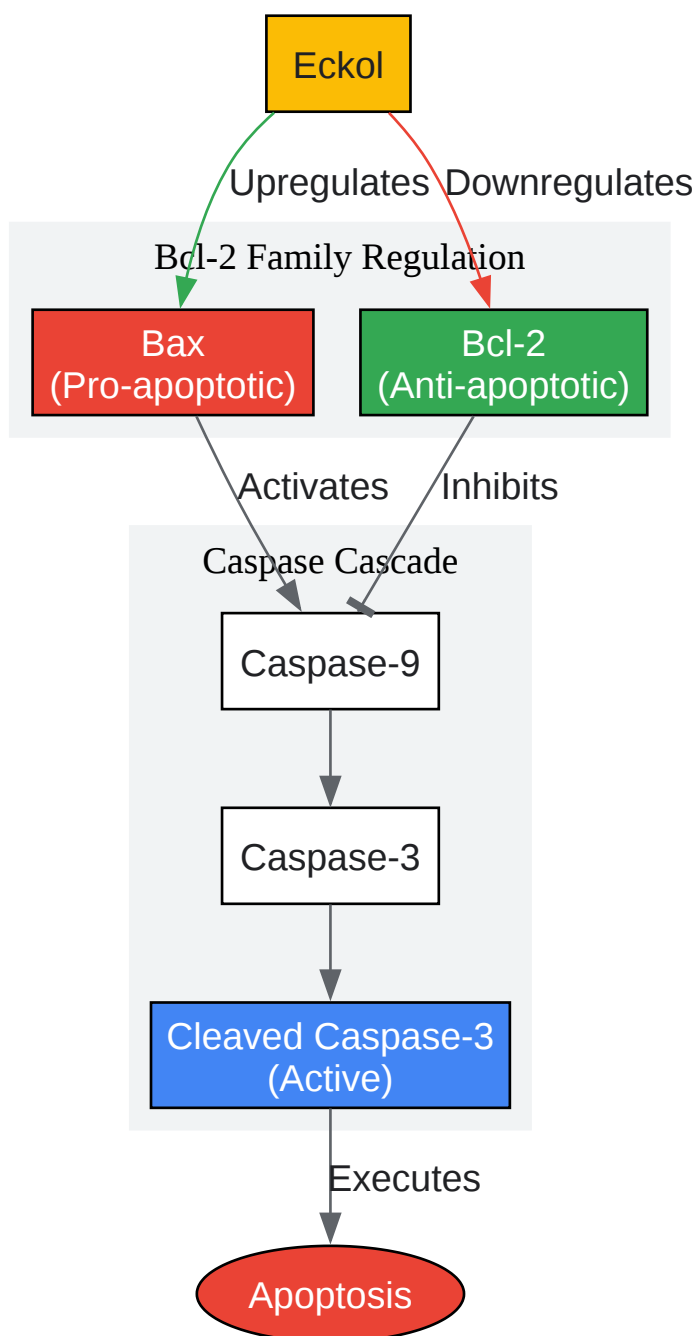 Eckol
Upregulates
Downregulates
Bcl-2 Family Regulation
Bax
(Pro-apoptotic)
Bcl-2
(Anti-apoptotic)
Activates
Inhibits
Caspase Cascade
Caspase-9
Caspase-3
Cleaved Caspase-3
(Active)
Executes
Apoptosis